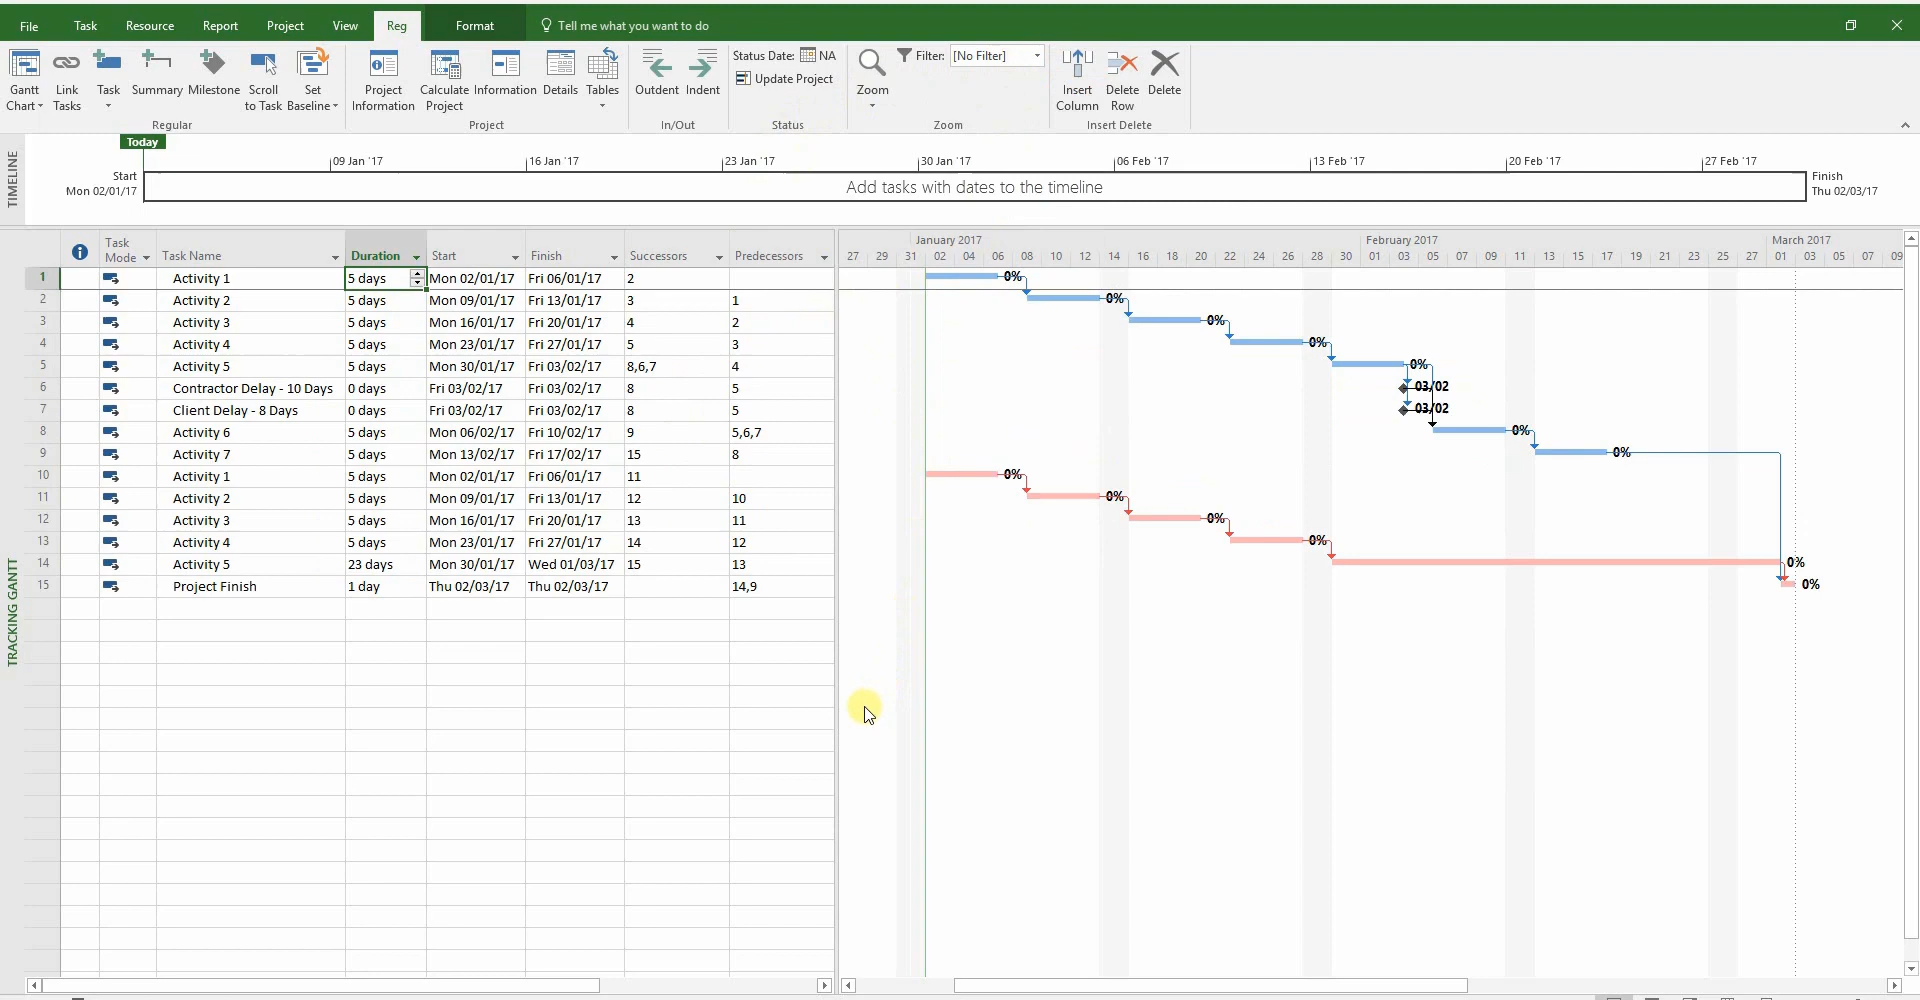 File Task Resource Report Project View Reg Format Tell me what you want to do
Gantt Chart Link Tasks Task Summary Milestone Scroll to Task Set Baseline Project Information Calculate Project Information Details Tables Outdent Indent Status Date: NA Update Project Zoom Filter: [No Filter] Insert Column Delete Row Delete
Regular Project In/Out Status Zoom Insert Delete
TIMELINE
Today
09 Jan '17 16 Jan '17 23 Jan '17 30 Jan '17 06 Feb '17 13 Feb '17 20 Feb '17 27 Feb '17
Start
Mon 02/01/17
Add tasks with dates to the timeline
Finish
Thu 02/03/17
TRACKING GANTT
Task Mode Task Name Duration Start Finish Successors Predecessors
1 Activity 1 5 days Mon 02/01/17 Fri 06/01/17 2
2 Activity 2 5 days Mon 09/01/17 Fri 13/01/17 3 1
3 Activity 3 5 days Mon 16/01/17 Fri 20/01/17 4 2
4 Activity 4 5 days Mon 23/01/17 Fri 27/01/17 5 3
5 Activity 5 5 days Mon 30/01/17 Fri 03/02/17 8,6,7 4
6 Contractor Delay - 10 Days 0 days Fri 03/02/17 Fri 03/02/17 8 5
7 Client Delay - 8 Days 0 days Fri 03/02/17 Fri 03/02/17 8 5
8 Activity 6 5 days Mon 06/02/17 Fri 10/02/17 9 5,6,7
9 Activity 7 5 days Mon 13/02/17 Fri 17/02/17 15 8
10 Activity 1 5 days Mon 02/01/17 Fri 06/01/17 11
11 Activity 2 5 days Mon 09/01/17 Fri 13/01/17 12 10
12 Activity 3 5 days Mon 16/01/17 Fri 20/01/17 13 11
13 Activity 4 5 days Mon 23/01/17 Fri 27/01/17 14 12
14 Activity 5 23 days Mon 30/01/17 Wed 01/03/17 15 13
15 Project Finish 1 day Thu 02/03/17 Thu 02/03/17 14,9
January 2017 February 2017 March 2017
27 29 31 02 04 06 08 10 12 14 16 18 20 22 24 26 28 30 01 03 05 07 09 11 13 15 17 19 21 23 25 27 01 03 05 07 09
0%
0%
0%
0%
0%
03/02
03/02
0%
0%
0%
0%
0%
0%
0%
0%